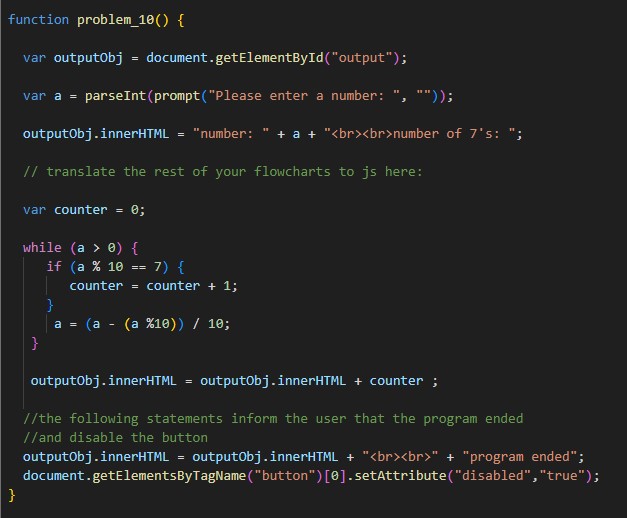 function problem_10() {
var outputObj = document.getElementById("output");
var a = parseInt(prompt("Please enter a number: ", ""));
outputObj.innerHTML = "number: " + a + "<br><br>number of 7's: ";
// translate the rest of your flowcharts to js here:
var counter = 0;
while (a > 0) {
if (a % 10 == 7) {
counter = counter + 1;
}
a = (a - (a %10)) / 10;
}
outputObj.innerHTML = outputObj.innerHTML + counter ;
//the following statements inform the user that the program ended
//and disable the button
outputObj.innerHTML = outputObj.innerHTML + "<br><br>" + "program ended";
document.getElementsByTagName("button")[0].setAttribute("disabled","true");
}